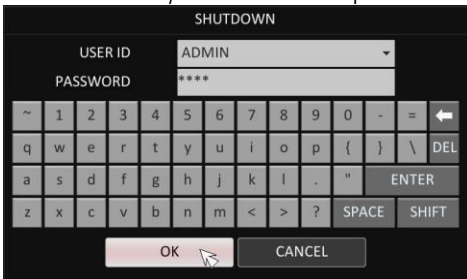 SHUTDOWN
USER ID ADMIN
PASSWORD ****
~ 1 2 3 4 5 6 7 8 9 0 - =
q w e r t y u i o p { } \ DEL
a s d f g h j k l . " ENTER
z x c v b n m < > ? SPACE SHIFT
OK CANCEL